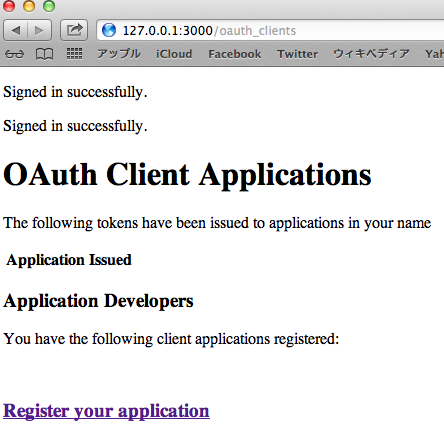 127.0.0.1:3000/oauth_clients
アップル iCloud Facebook Twitter ウィキペディア Yah
Signed in successfully.
Signed in successfully.
OAuth Client Applications
The following tokens have been issued to applications in your name
Application Issued
Application Developers
You have the following client applications registered:
Register your application